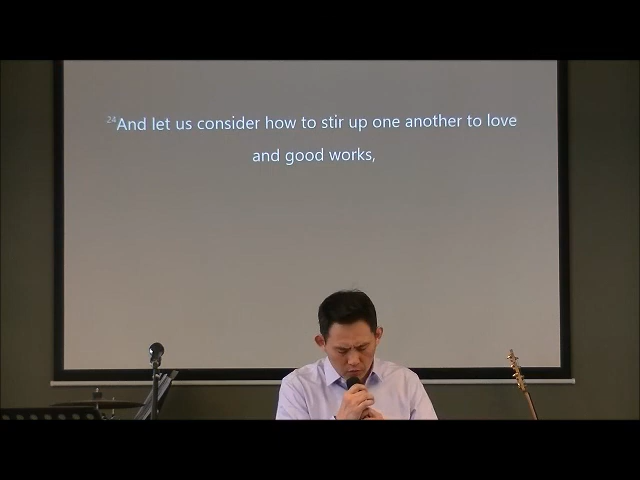 24And let us consider how to stir up one another to love
and good works,